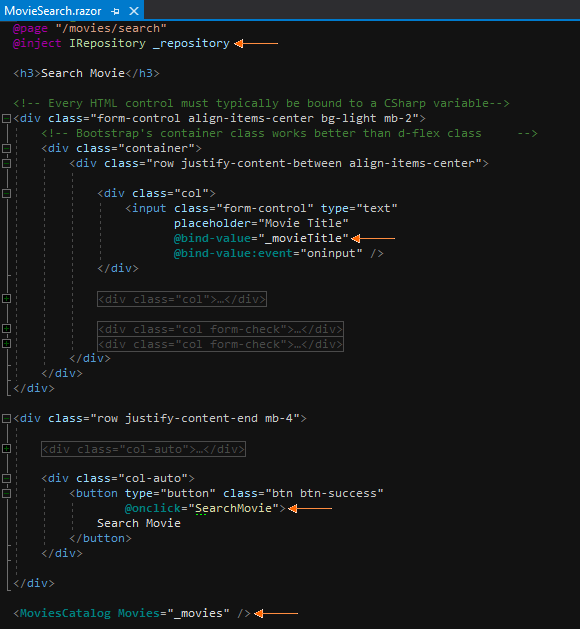 MovieSearch.razor
@page "/movies/search"
@inject IRepository _repository
<h3>Search Movie</h3>
<!-- Every HTML control must typically be bound to a CSharp variable-->
<div class="form-control align-items-center bg-light mb-2">
<!-- Bootstrap's container class works better than d-flex class     -->
<div class="container">
<div class="row justify-content-between align-items-center">
<div class="col">
<input class="form-control" type="text"
placeholder="Movie Title"
@bind-value="_movieTitle"
@bind-value:event="oninput" />
</div>
<div class="col">...</div>
<div class="col form-check">...</div>
<div class="col form-check">...</div>
</div>
</div>
</div>
<div class="row justify-content-end mb-4">
<div class="col-auto">...</div>
<div class="col-auto">
<button type="button" class="btn btn-success"
@onclick="SearchMovie">
Search Movie
</button>
</div>
</div>
<MoviesCatalog Movies="_movies" />